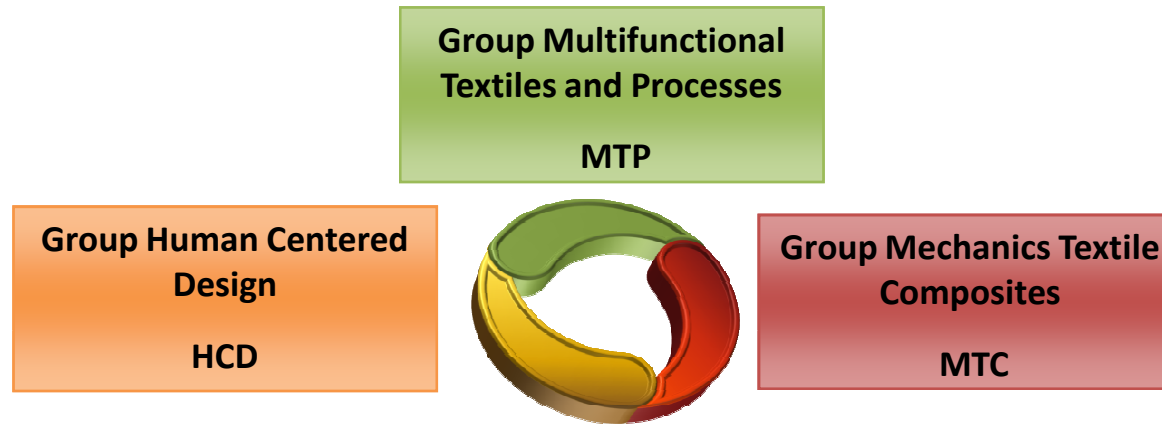 Group Multifunctional
Textiles and Processes
MTP
Group Human Centered
Design
HCD
Group Mechanics Textile
Composites
MTC